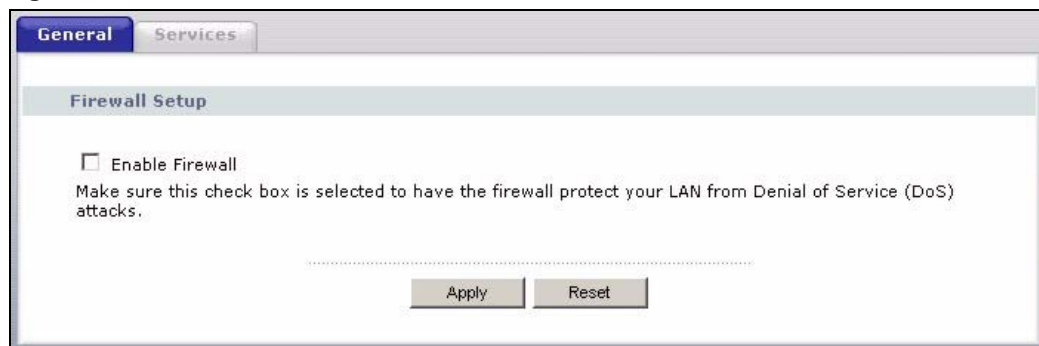 General Services
Firewall Setup
Enable Firewall
Make sure this check box is selected to have the firewall protect your LAN from Denial of Service (DoS)
attacks.
Apply Reset